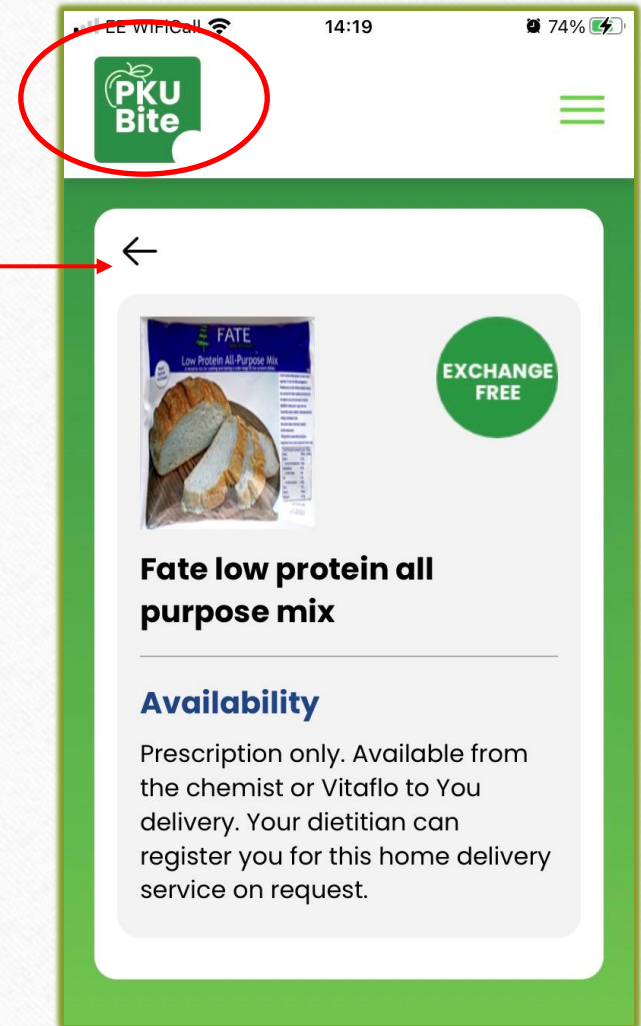 EE WiFiCall 14:19 74%
PKU
Bite
FATE
Low Protein All-Purpose Mix
EXCHANGE
FREE
Fate low protein all
purpose mix
Availability
Prescription only. Available from
the chemist or Vitaflo to You
delivery. Your dietitian can
register you for this home delivery
service on request.